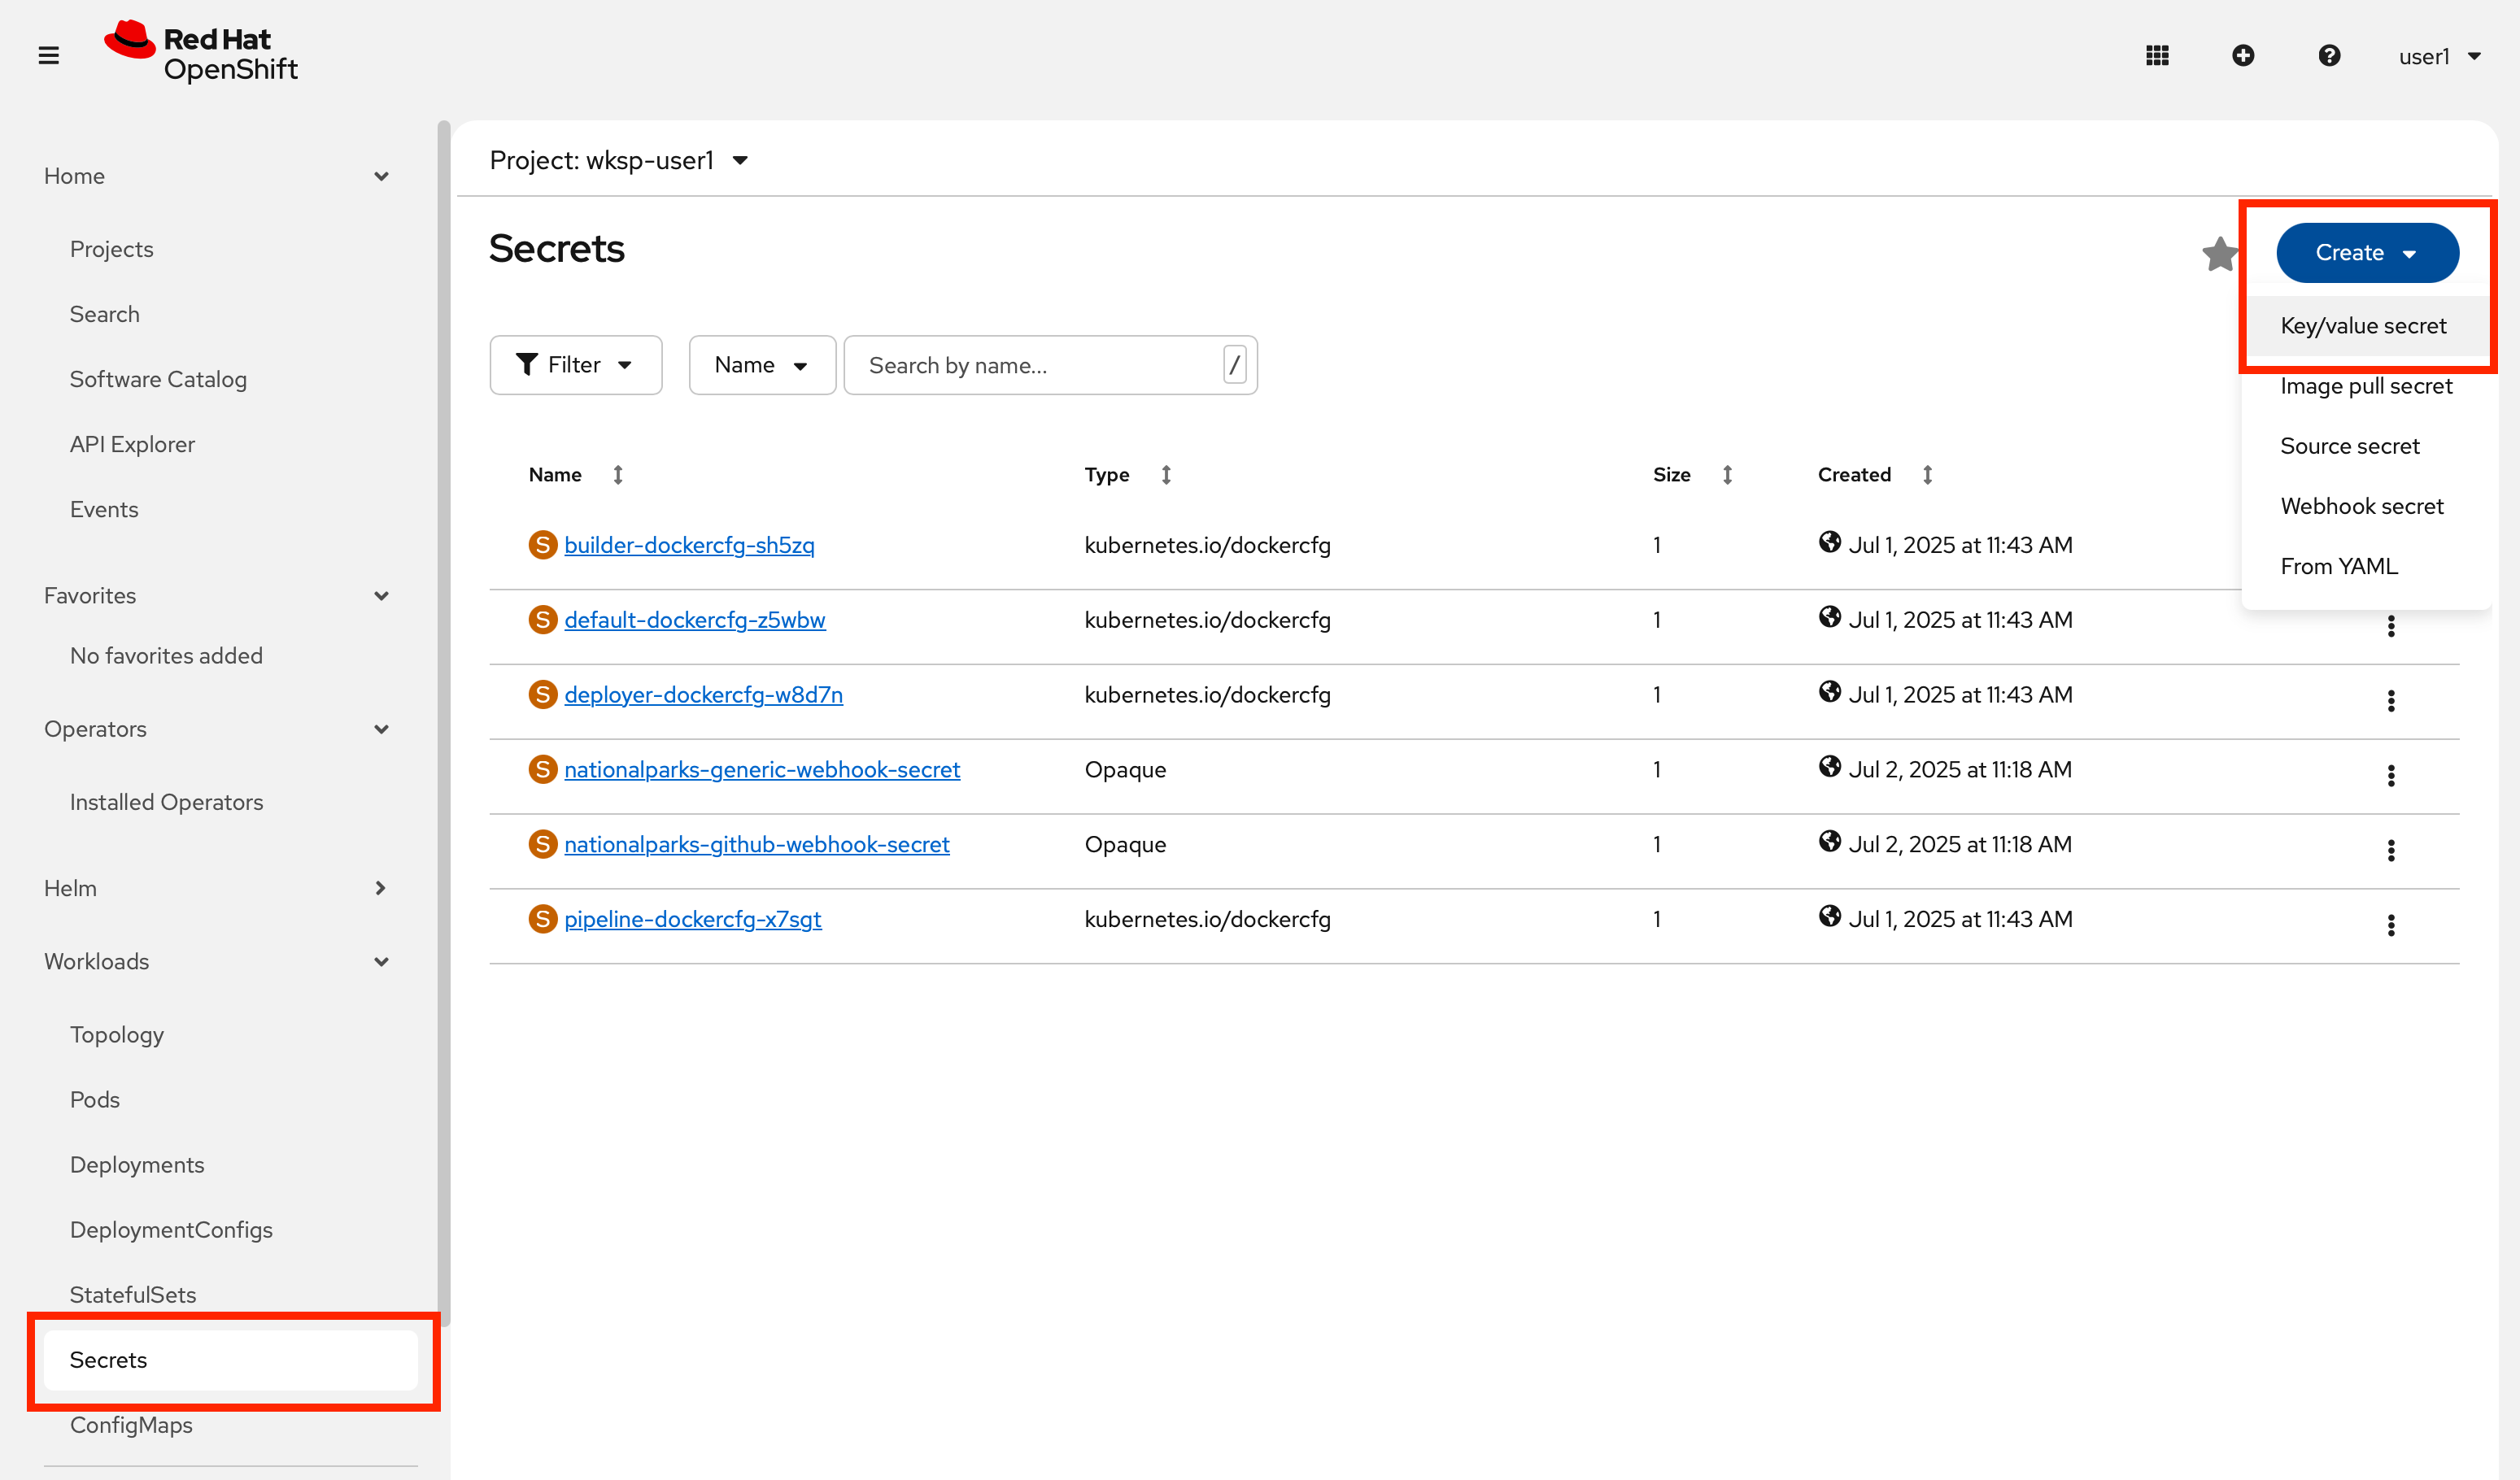 Red Hat
OpenShift
user1
Home
Projects
Search
Software Catalog
API Explorer
Events
Favorites
No favorites added
Operators
Installed Operators
Helm
Workloads
Topology
Pods
Deployments
DeploymentConfigs
StatefulSets
Secrets
ConfigMaps
Project: wksp-user1
Secrets
Create
Key/value secret
Image pull secret
Source secret
Webhook secret
From YAML
Filter Name Search by name... /
Name Type Size Created
S builder-dockercfg-sh5zq kubernetes.io/dockercfg 1 Jul 1, 2025 at 11:43 AM
S default-dockercfg-z5wbw kubernetes.io/dockercfg 1 Jul 1, 2025 at 11:43 AM
S deployer-dockercfg-w8d7n kubernetes.io/dockercfg 1 Jul 1, 2025 at 11:43 AM
S nationalparks-generic-webhook-secret Opaque 1 Jul 2, 2025 at 11:18 AM
S nationalparks-github-webhook-secret Opaque 1 Jul 2, 2025 at 11:18 AM
S pipeline-dockercfg-x7sgt kubernetes.io/dockercfg 1 Jul 1, 2025 at 11:43 AM